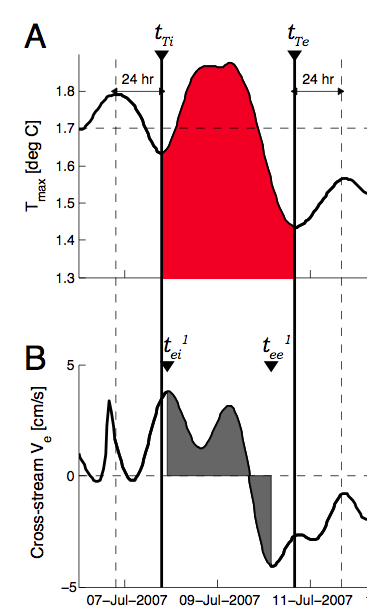 A
t_Ti
t_Te
24 hr
24 hr
1.8
1.7
1.6
1.5
1.4
1.3
T_max [deg C]
B
t_ei^1
t_ee^1
5
0
−5
Cross-stream V_e [cm/s]
07–Jul–2007
09–Jul–2007
11–Jul–2007